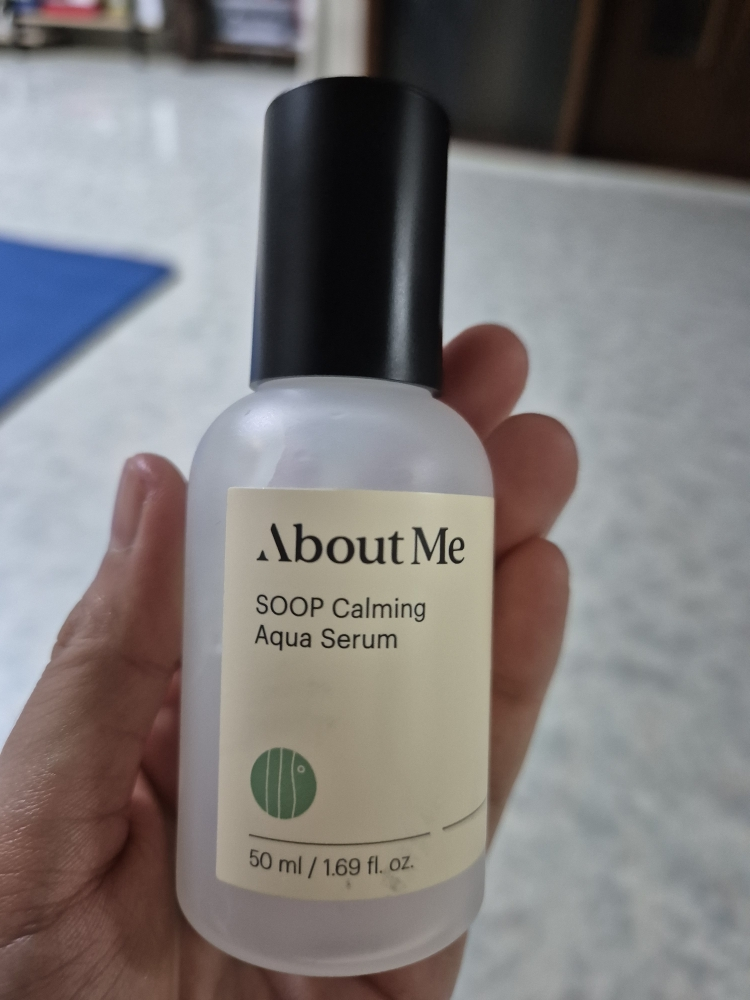 About Me
SOOP Calming
Aqua Serum
50 ml / 1.69 fl. oz.